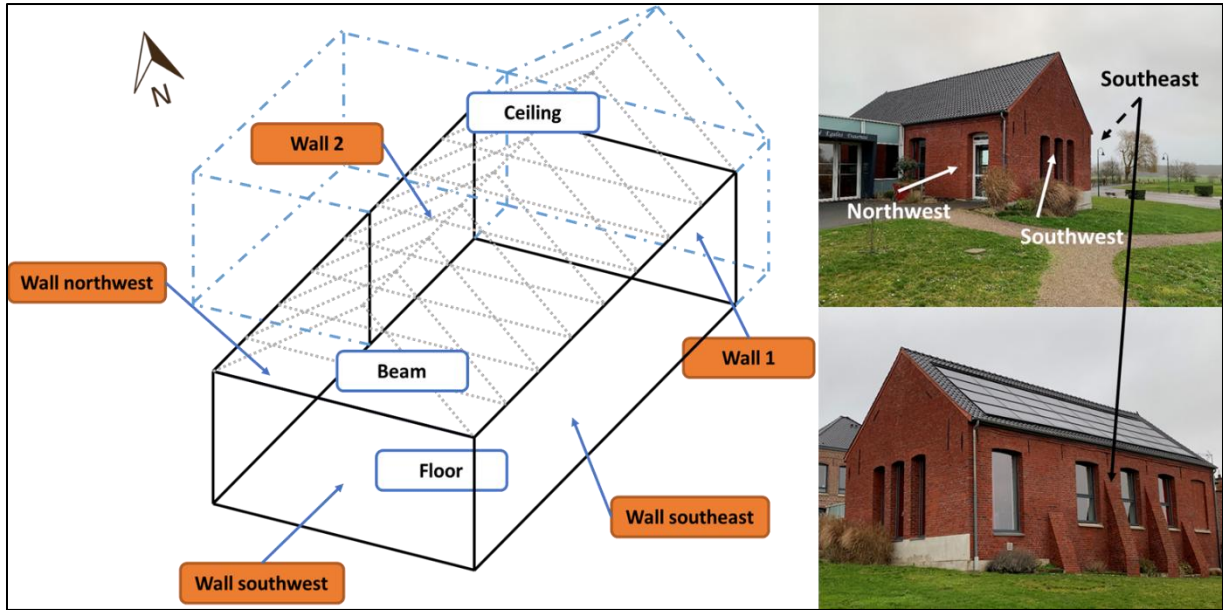 N
Ceiling
Wall 2
Wall northwest
Beam
Wall 1
Floor
Wall southeast
Wall southwest
Southeast
Northwest
Southwest